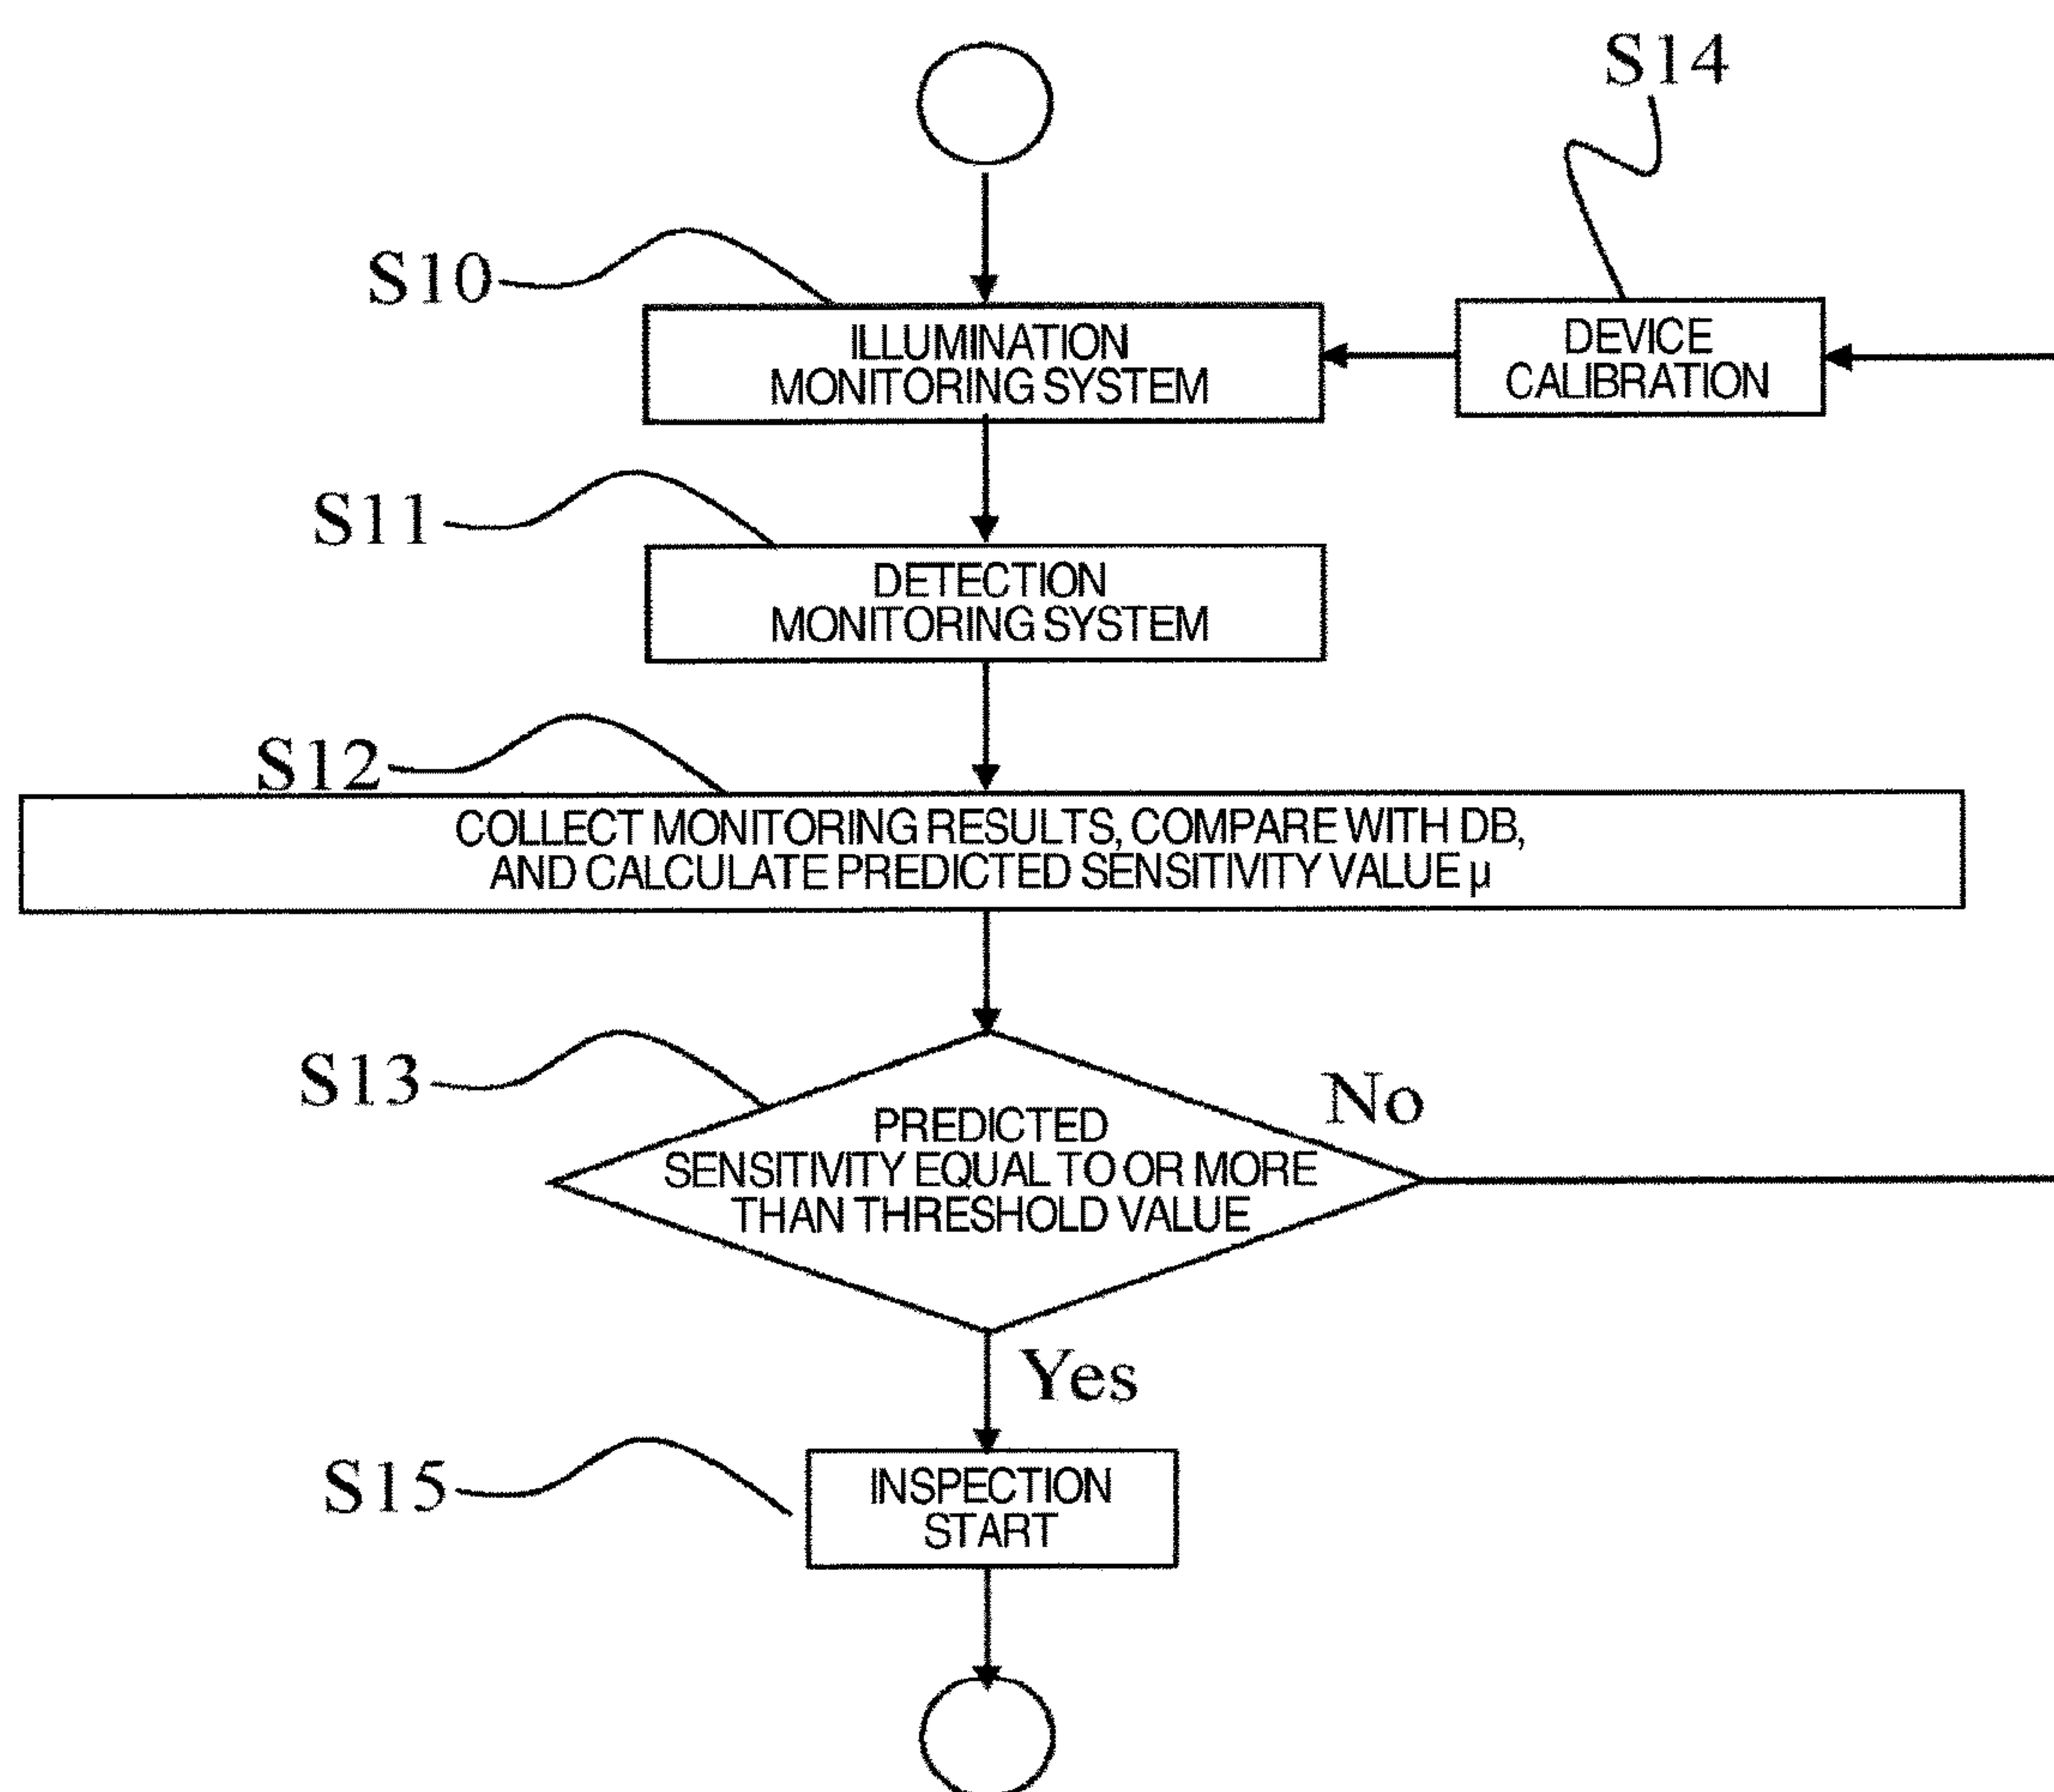 S14
S10
ILLUMINATION
MONITORING SYSTEM
DEVICE
CALIBRATION
S11
DETECTION
MONITORING SYSTEM
S12
COLLECT MONITORING RESULTS, COMPARE WITH DB,
AND CALCULATE PREDICTED SENSITIVITY VALUE µ
S13
PREDICTED
SENSITIVITY EQUAL TO OR MORE
THAN THRESHOLD VALUE
No
Yes
S15
INSPECTION
START